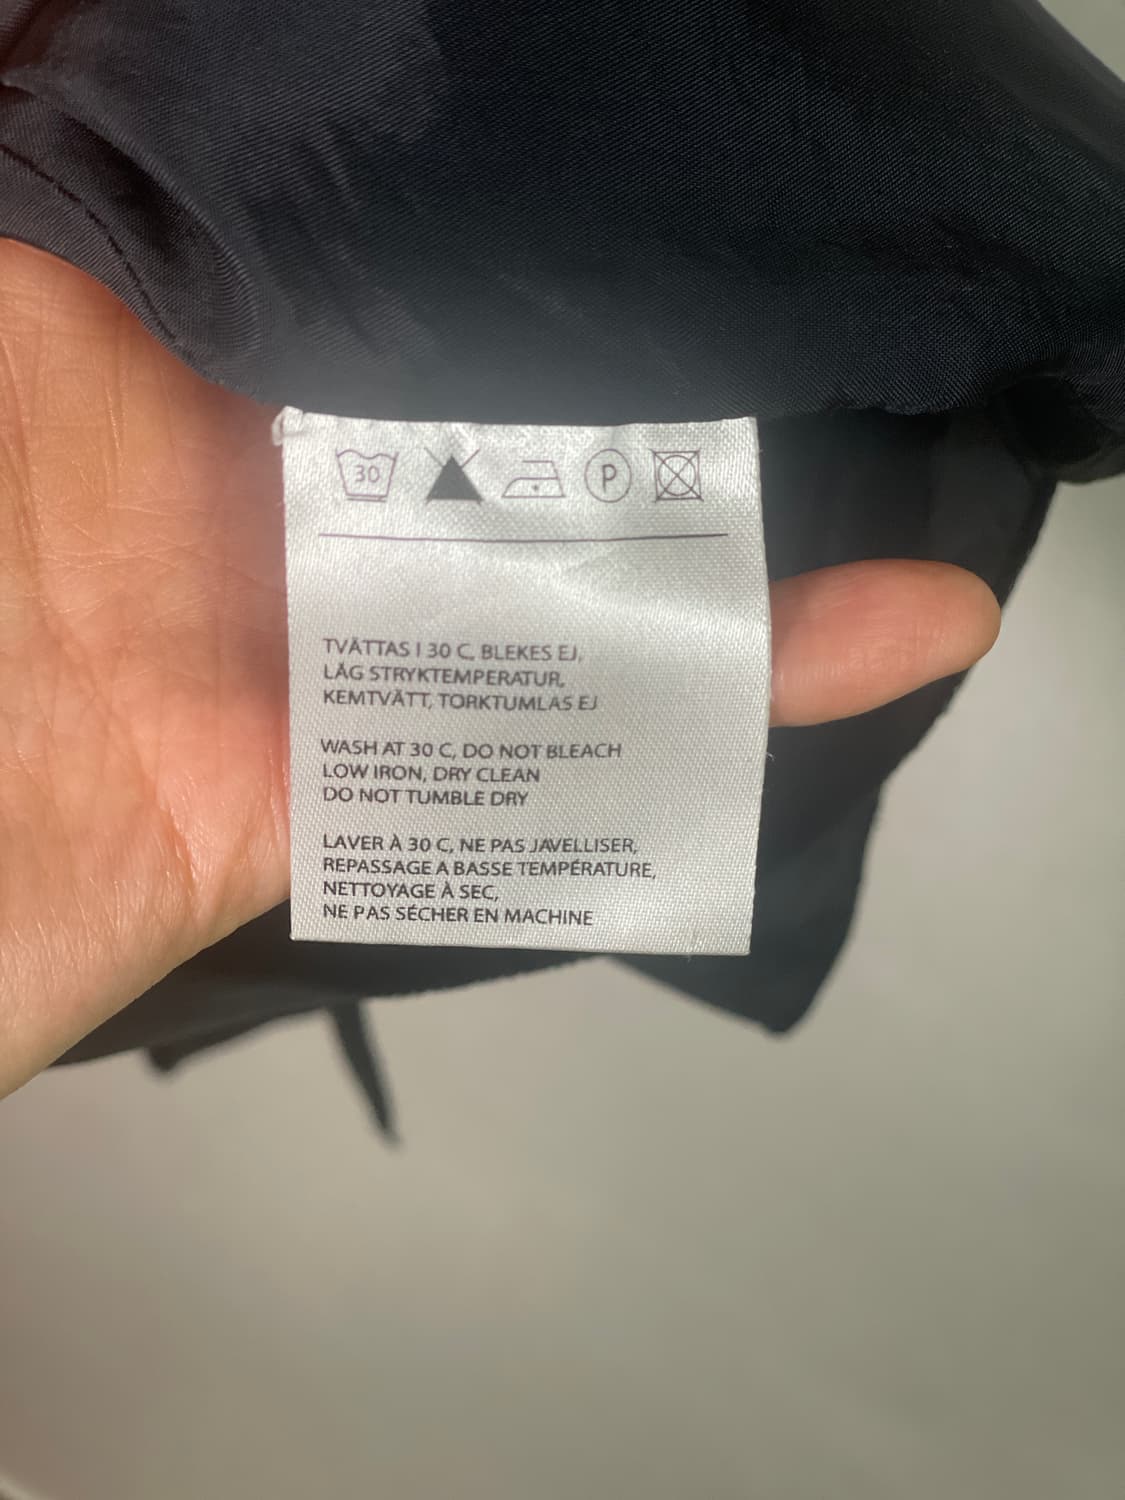 30 P
TVÄTTAS I 30 C, BLEKES EJ,
LÅG STRYKTEMPERATUR,
KEMTVÄTT, TORKTUMLAS EJ
WASH AT 30 C, DO NOT BLEACH
LOW IRON, DRY CLEAN
DO NOT TUMBLE DRY
LAVER À 30 C, NE PAS JAVELLISER,
REPASSAGE A BASSE TEMPÉRATURE,
NETTOYAGE À SEC,
NE PAS SÉCHER EN MACHINE